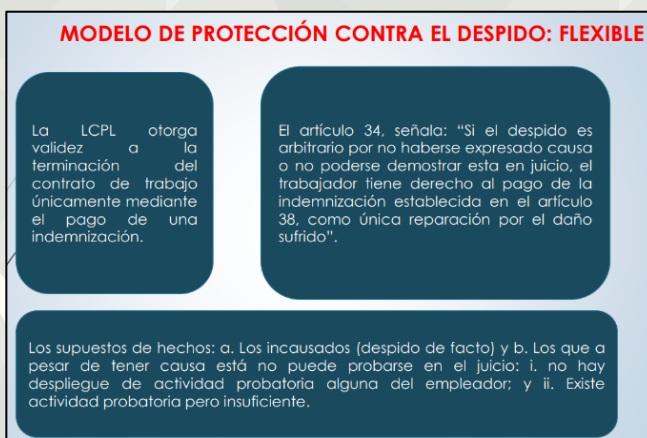 MODELO DE PROTECCIÓN CONTRA EL DESPIDO: FLEXIBLE
La LCPL otorga
validez a la
terminación del
contrato de trabajo
únicamente mediante
el pago de una
indemnización.
El artículo 34, señala: “Si el despido es
arbitrario por no haberse expresado causa
o no poderse demostrar esta en juicio, el
trabajador tiene derecho al pago de la
indemnización establecida en el artículo
38, como única reparación por el daño
sufrido”.
Los supuestos de hechos: a. Los incausados (despido de facto) y b. Los que a
pesar de tener causa está no puede probarse en el juicio: i. no hay
despliegue de actividad probatoria alguna del empleador; y ii. Existe
actividad probatoria pero insuficiente.